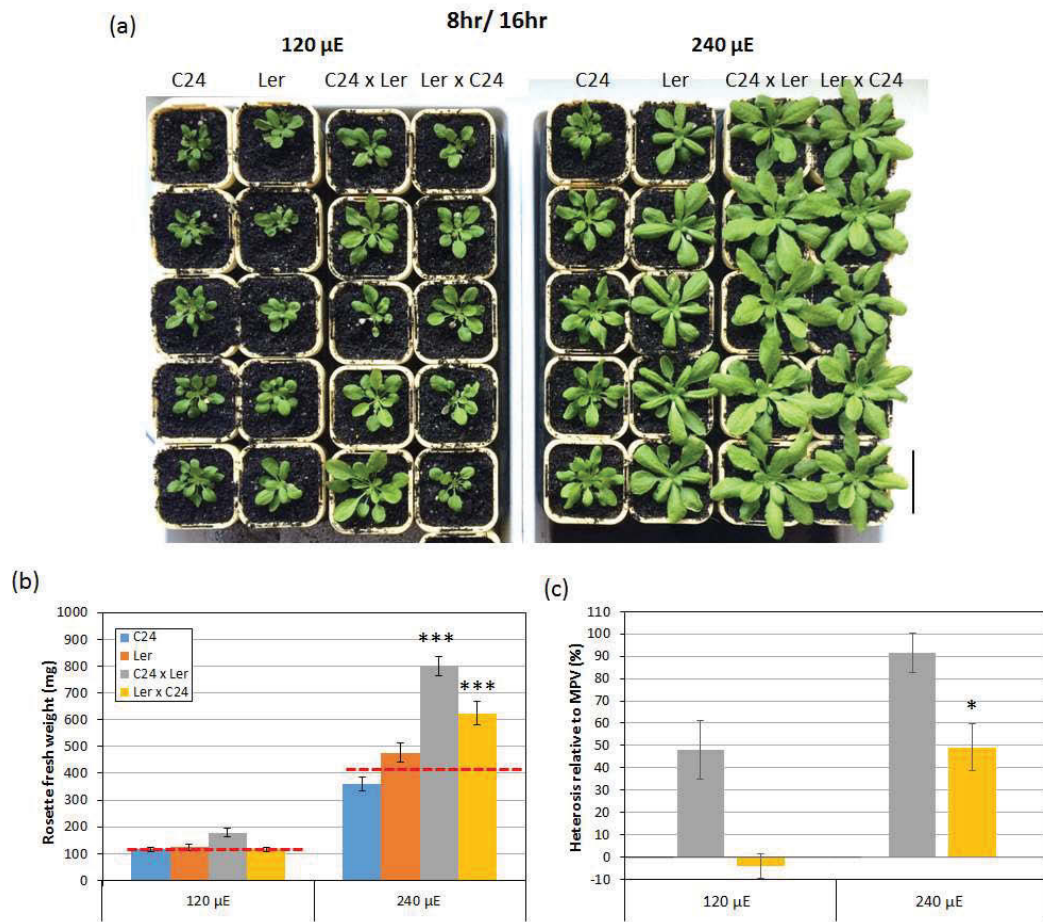 (a)
8hr/ 16hr
120 µE
240 µE
C24 Ler C24 x Ler Ler x C24
C24 Ler C24 x Ler Ler x C24
(b)
Rosette fresh weight (mg)
1000
900
800
700
600
500
400
300
200
100
0
C24
Ler
C24 x Ler
Ler x C24
***
***
120 µE
240 µE
(c)
Heterosis relative to MPV (%)
110
100
90
80
70
60
50
40
30
20
10
0
-10
*
120 µE
240 µE